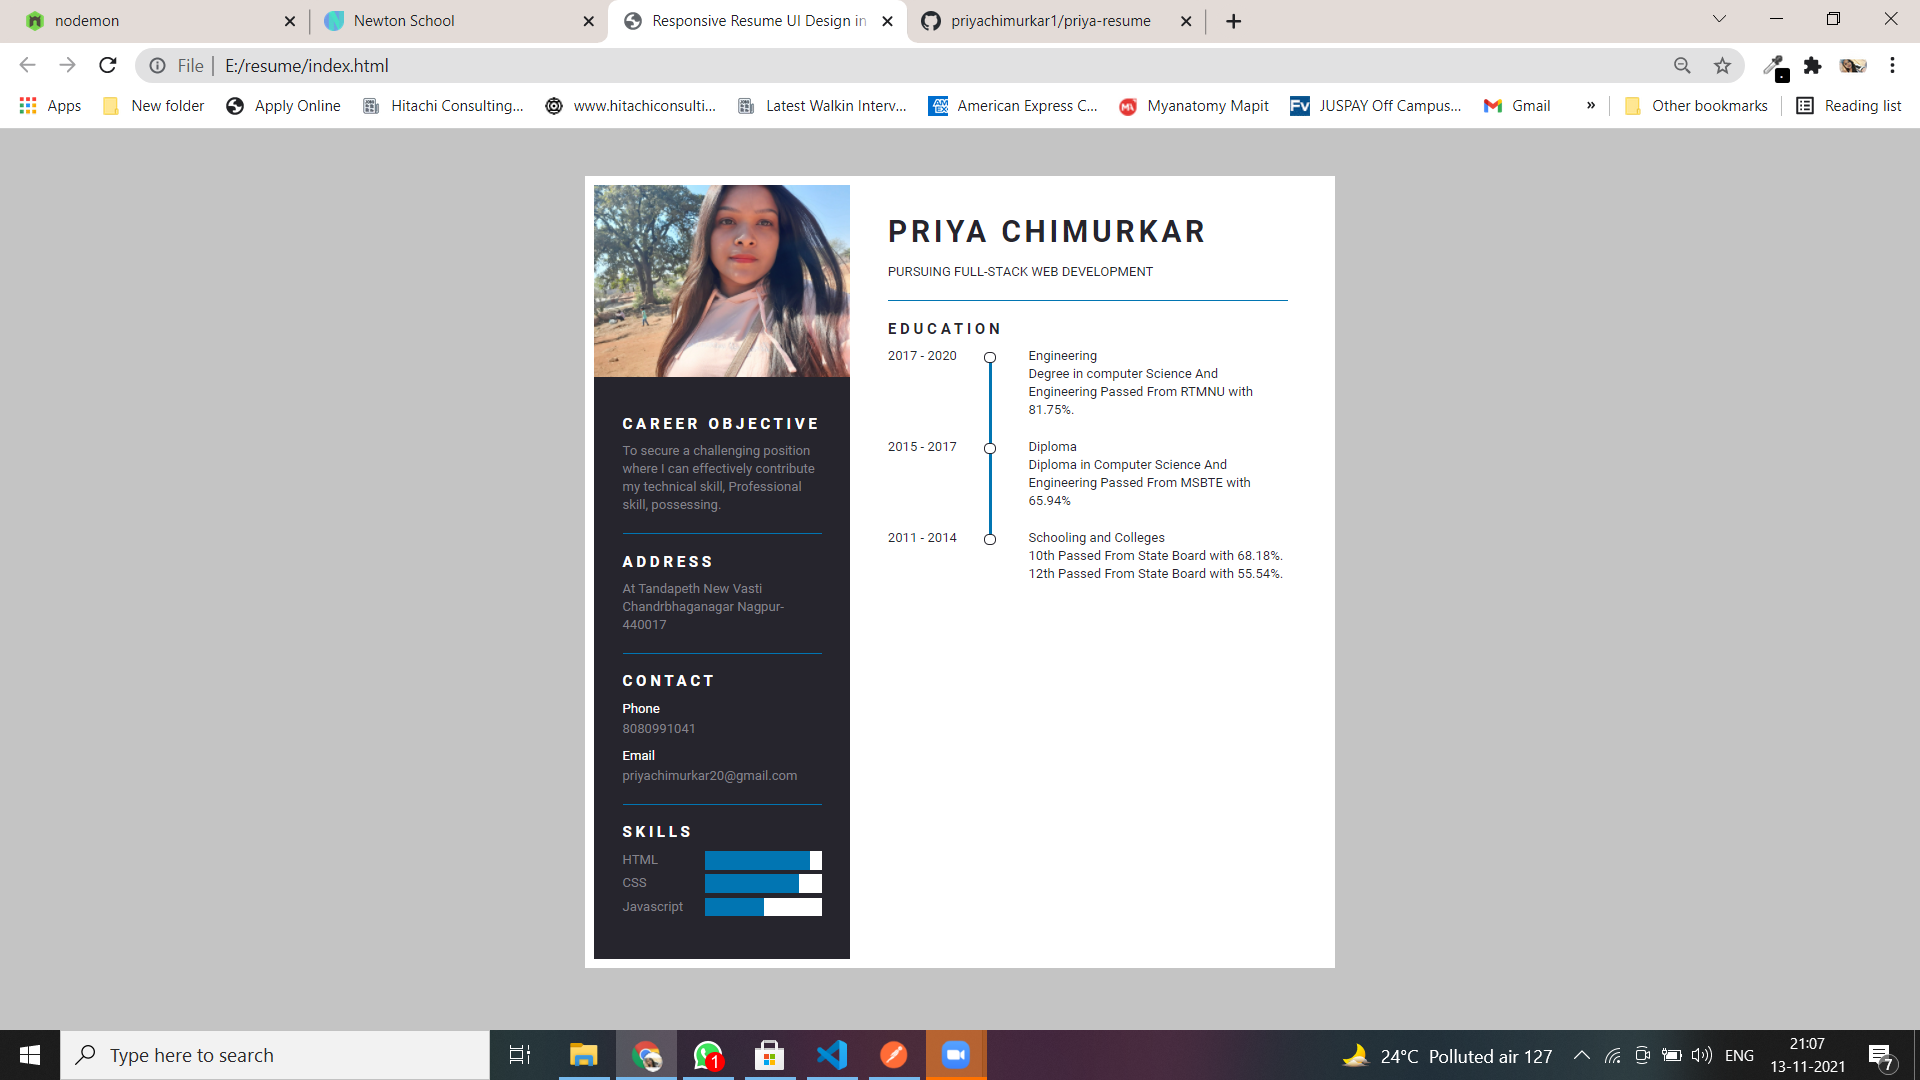 nodemon
Newton School
Responsive Resume UI Design in
priyachimurkar1/priya-resume
File
E:/resume/index.html
Apps
New folder
Apply Online
Hitachi Consulting...
www.hitachiconsulti...
Latest Walkin Interv...
American Express C...
Myanatomy Mapit
JUSPAY Off Campus...
Gmail
»
Other bookmarks
Reading list
PRIYA CHIMURKAR
PURSUING FULL-STACK WEB DEVELOPMENT
EDUCATION
2017 - 2020
Engineering
Degree in computer Science And
Engineering Passed From RTMNU with
81.75%.
2015 - 2017
Diploma
Diploma in Computer Science And
Engineering Passed From MSBTE with
65.94%
2011 - 2014
Schooling and Colleges
10th Passed From State Board with 68.18%.
12th Passed From State Board with 55.54%.
CAREER OBJECTIVE
To secure a challenging position
where I can effectively contribute
my technical skill, Professional
skill, possessing.
ADDRESS
At Tandapeth New Vasti
Chandrbhaganagar Nagpur-
440017
CONTACT
Phone
8080991041
Email
priyachimurkar20@gmail.com
SKILLS
HTML
CSS
Javascript
Type here to search
1
24°C Polluted air 127
ENG
21:07
13-11-2021
7